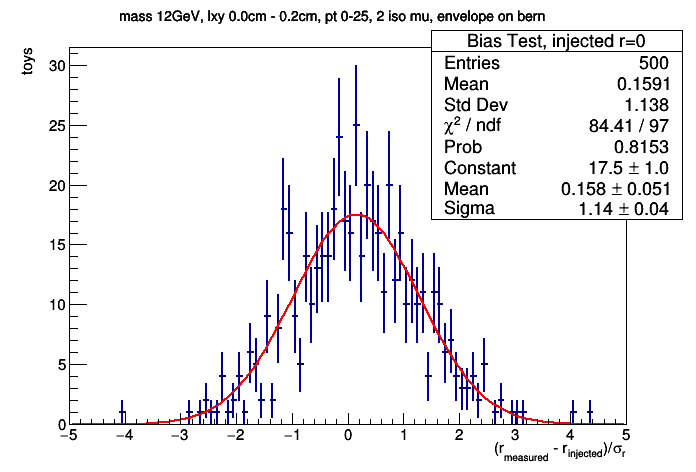 mass 12GeV, lxy 0.0cm - 0.2cm, pt 0-25, 2 iso mu, envelope on bern
Bias Test, injected r=0
Entries 500
Mean 0.1591
Std Dev 1.138
χ² / ndf 84.41 / 97
Prob 0.8153
Constant 17.5 ± 1.0
Mean 0.158 ± 0.051
Sigma 1.14 ± 0.04
toys
30
25
20
15
10
5
0
−5 −4 −3 −2 −1 0 1 2 3 4 5
(r_measured - r_injected)/σ_r